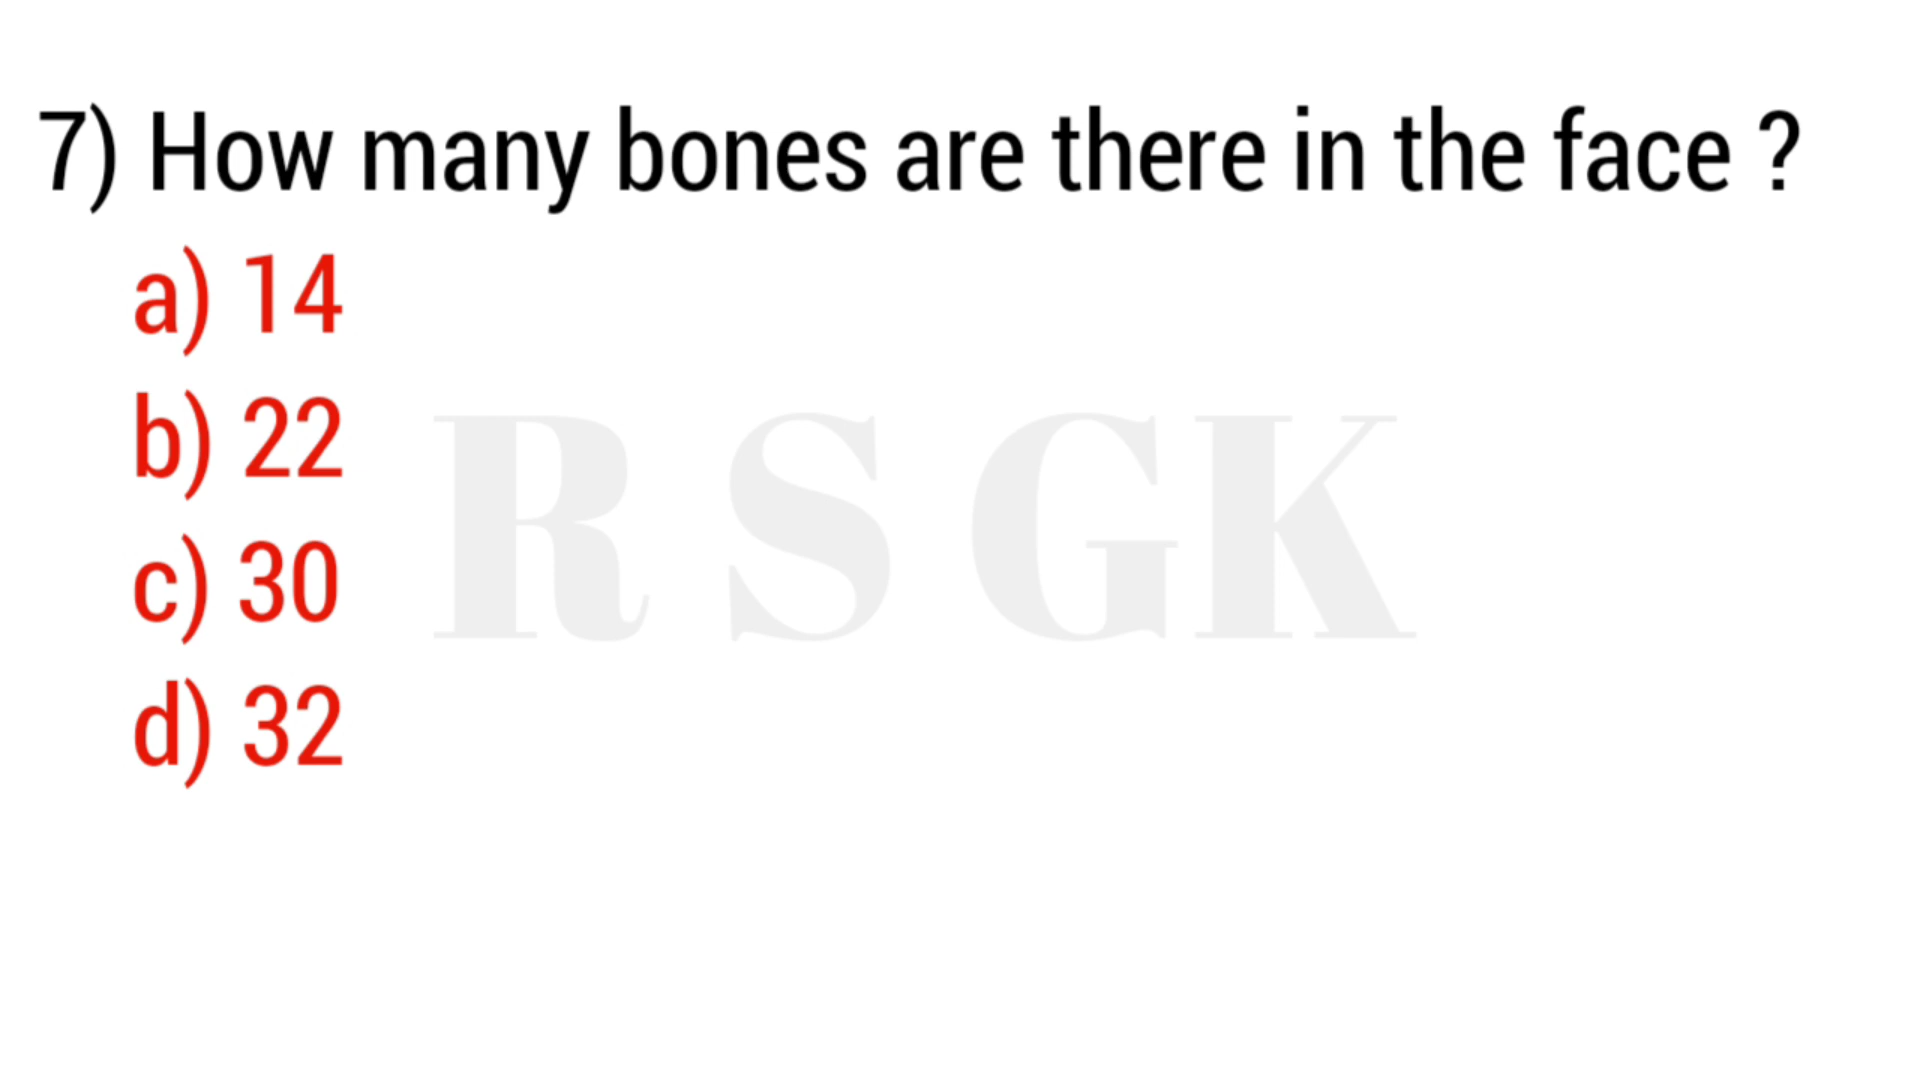 7) How many bones are there in the face ?
a) 14
b) 22
c) 30
d) 32
R S GK